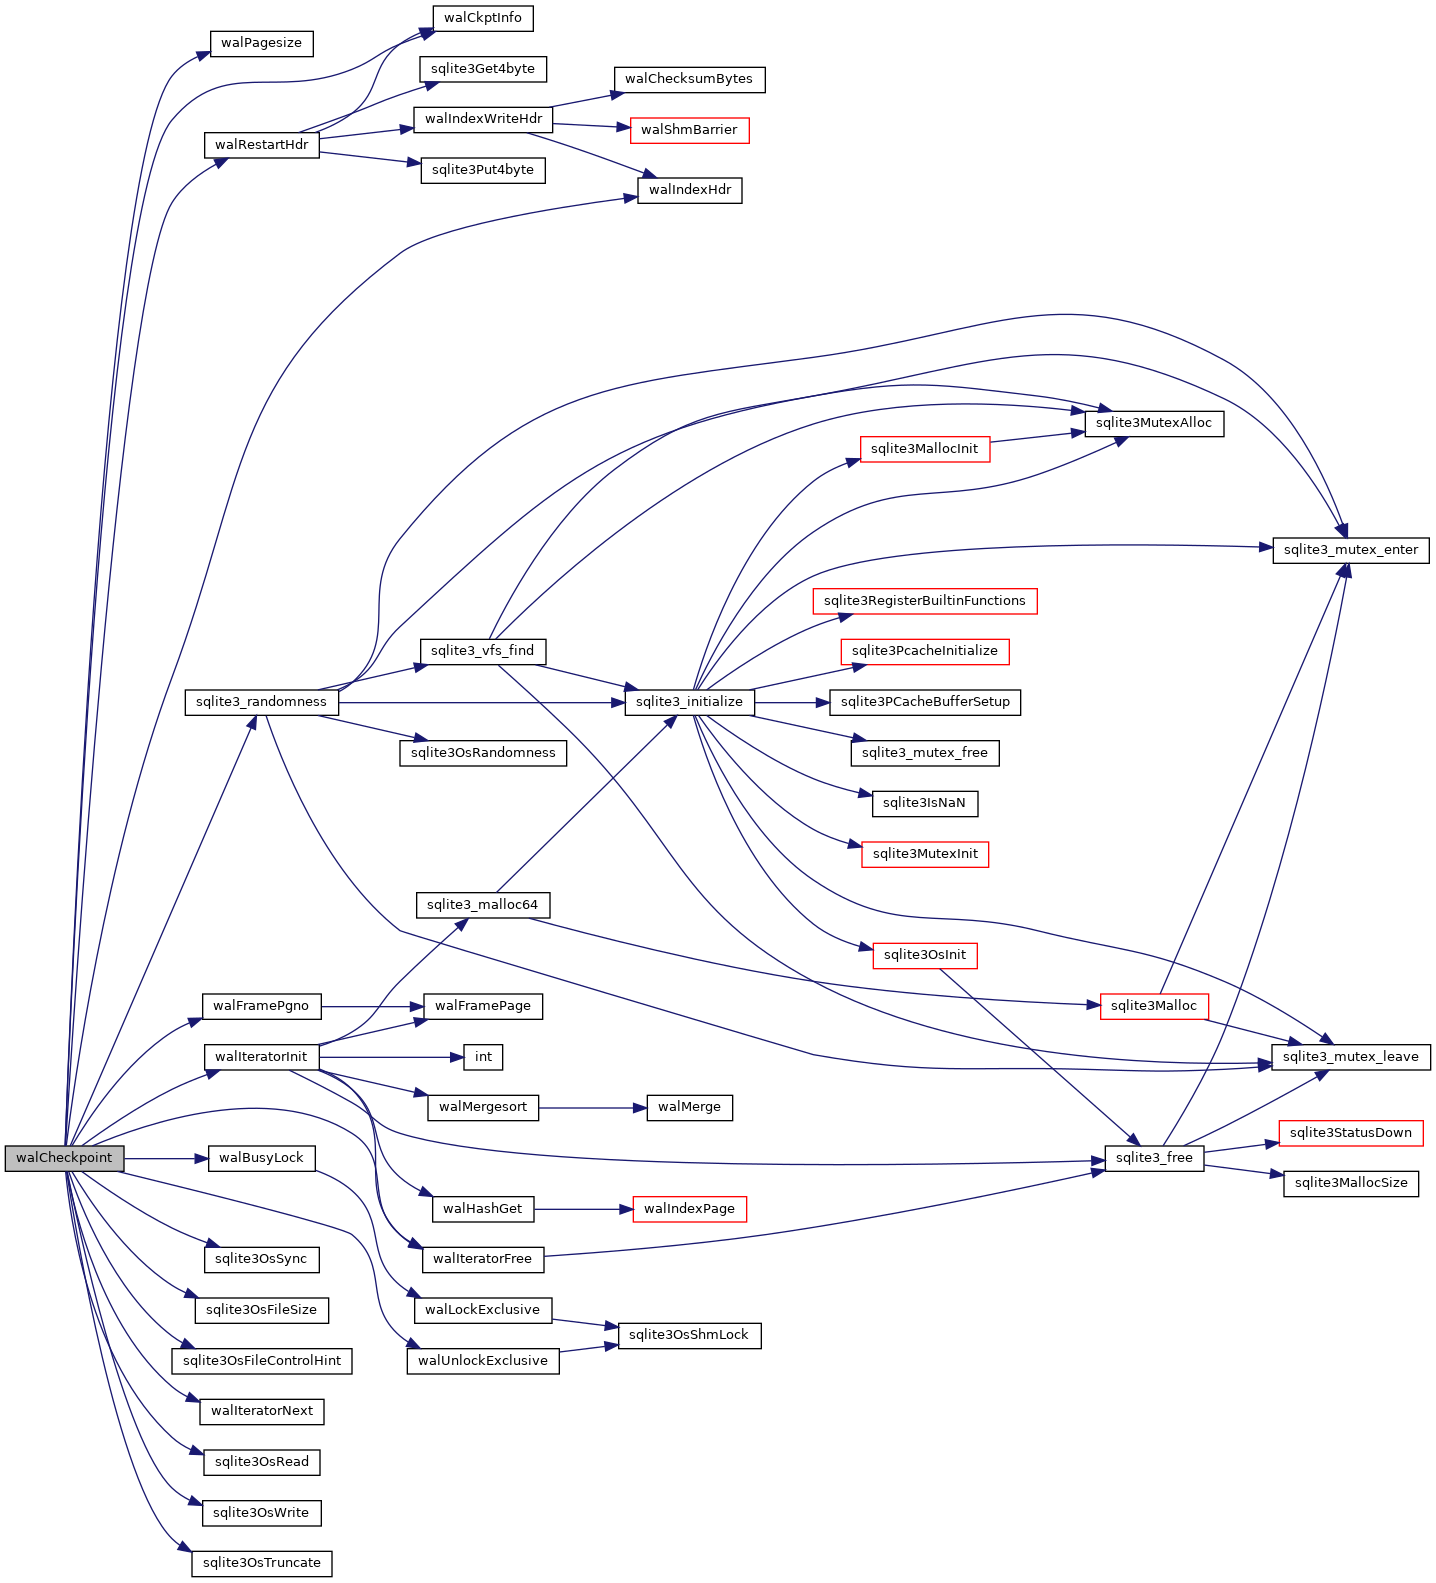 walCkptInfo
walPagesize
sqlite3Get4byte
walChecksumBytes
walIndexWriteHdr
walShmBarrier
walRestartHdr
sqlite3Put4byte
walIndexHdr
sqlite3MutexAlloc
sqlite3MallocInit
sqlite3_mutex_enter
sqlite3RegisterBuiltinFunctions
sqlite3_vfs_find
sqlite3PcacheInitialize
sqlite3_randomness
sqlite3_initialize
sqlite3PCacheBufferSetup
sqlite3OsRandomness
sqlite3_mutex_free
sqlite3IsNaN
sqlite3MutexInit
sqlite3_malloc64
sqlite3OsInit
walFramePgno
walFramePage
sqlite3Malloc
walIteratorInit
int
sqlite3_mutex_leave
walMergesort
walMerge
sqlite3StatusDown
walCheckpoint
walBusyLock
sqlite3_free
sqlite3MallocSize
walHashGet
walIndexPage
sqlite3OsSync
walIteratorFree
sqlite3OsFileSize
walLockExclusive
sqlite3OsShmLock
sqlite3OsFileControlHint
walUnlockExclusive
walIteratorNext
sqlite3OsRead
sqlite3OsWrite
sqlite3OsTruncate